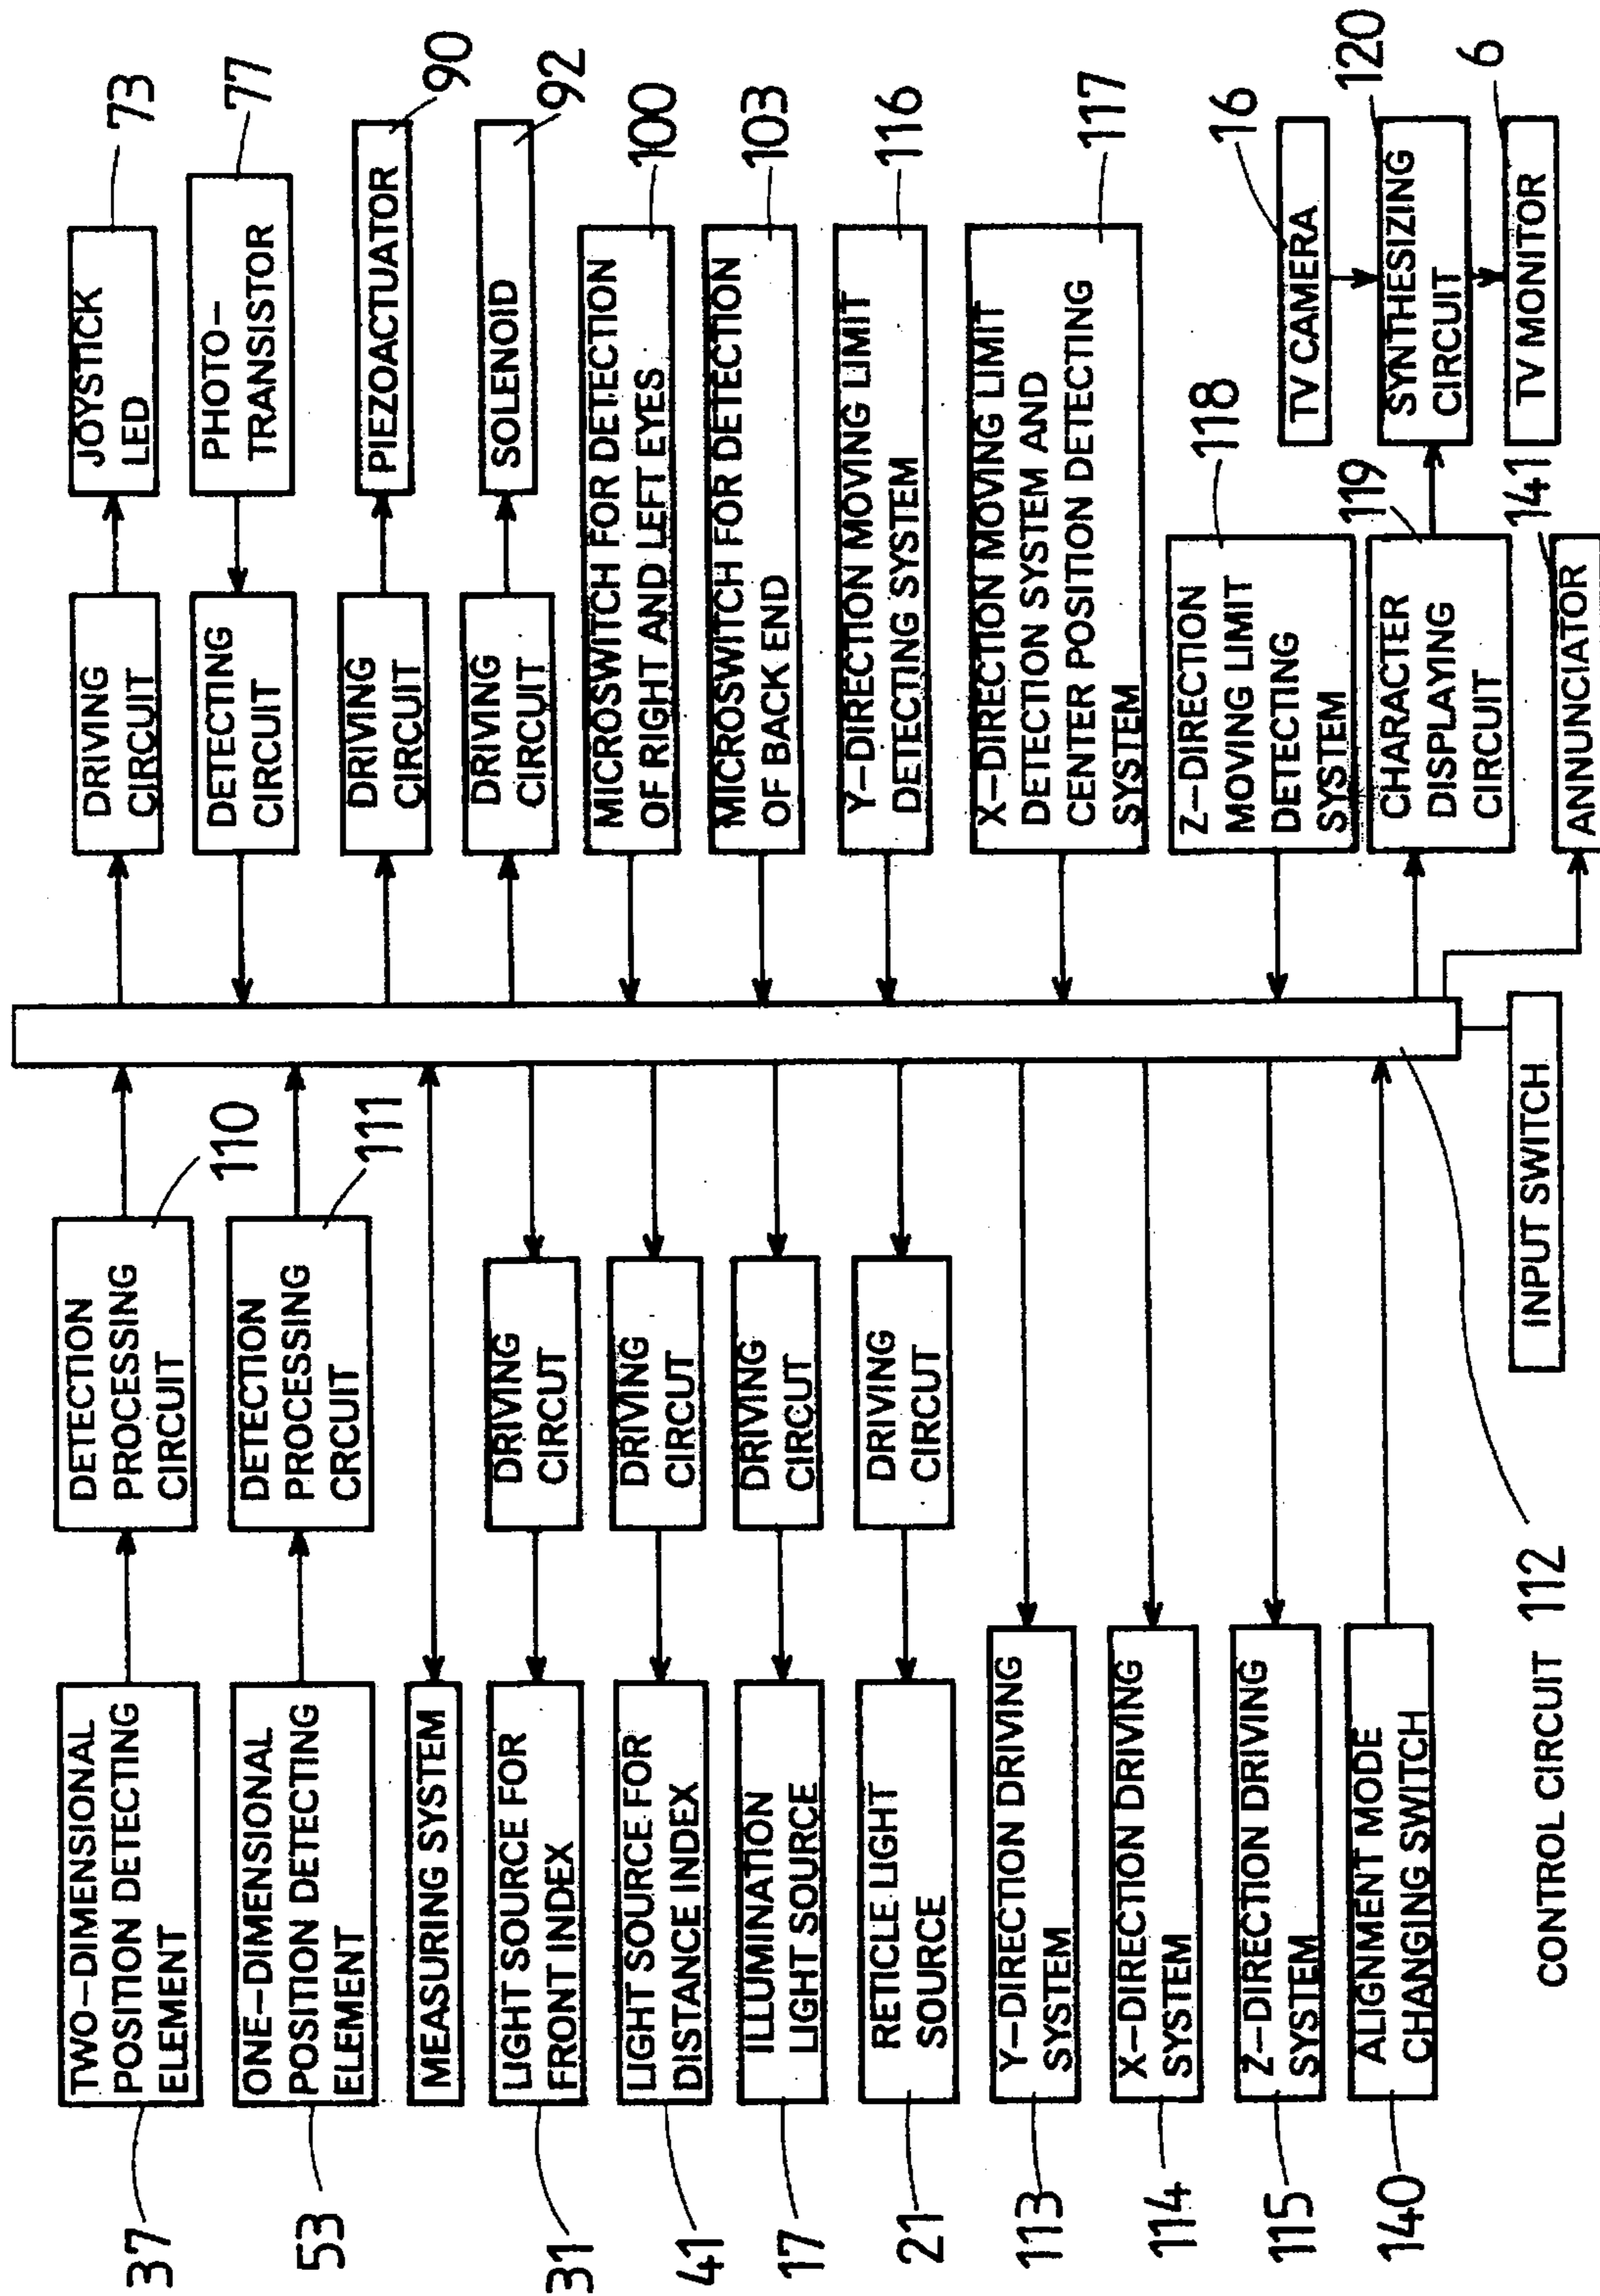 37
TWO-DIMENSIONAL
POSITION DETECTING
ELEMENT
DETECTION
PROCESSING
CIRCUIT
110
53
ONE-DIMENSIONAL
POSITION DETECTING
ELEMENT
DETECTION
PROCESSING
CRCUIT
111
MEASURING SYSTEM
31
LIGHT SOURCE FOR
FRONT INDEX
DRIVING
CIRCUT
41
LIGHT SOURCE FOR
DISTANCE INDEX
DRIVING
CIRCUT
17
ILLUMINATION
LIGHT SOURCE
DRIVING
CIRCUT
21
RETICLE LIGHT
SOURCE
DRIVING
CIRCUT
113
Y-DIRECTION DRIVING
SYSTEM
114
X-DIRECTION DRIVING
SYSTEM
115
Z-DIRECTION DRIVING
SYSTEM
140
ALIGNMENT MODE
CHANGING SWITCH
CONTROL CIRCUIT 112
INPUT SWITCH
DRIVING
CIRCUIT
JOYSTICK
LED
73
DETECTING
CIRCUIT
PHOTO-
TRANSISTOR
77
DRIVING
CIRCUIT
PIEZOACTUATOR
90
DRIVING
CIRCUIT
SOLENOID
92
MICROSWITCH FOR DETECTION
OF RIGHT AND LEFT EYES
100
MICROSWITCH FOR DETECTION
OF BACK END
103
Y-DIRECTION MOVING LIMIT
DETECTING SYSTEM
116
X-DIRECTION MOVING LIMIT
DETECTION SYSTEM AND
CENTER POSITION DETECTING
SYSTEM
117
Z-DIRECTION
MOVING LIMIT
DETECTING
SYSTEM
118
TV CAMERA
16
CHARACTER
DISPLAYING
CIRCUIT
119
SYNTHESIZING
CIRCUIT
120
TV MONITOR
6
ANNUNCIATOR
141